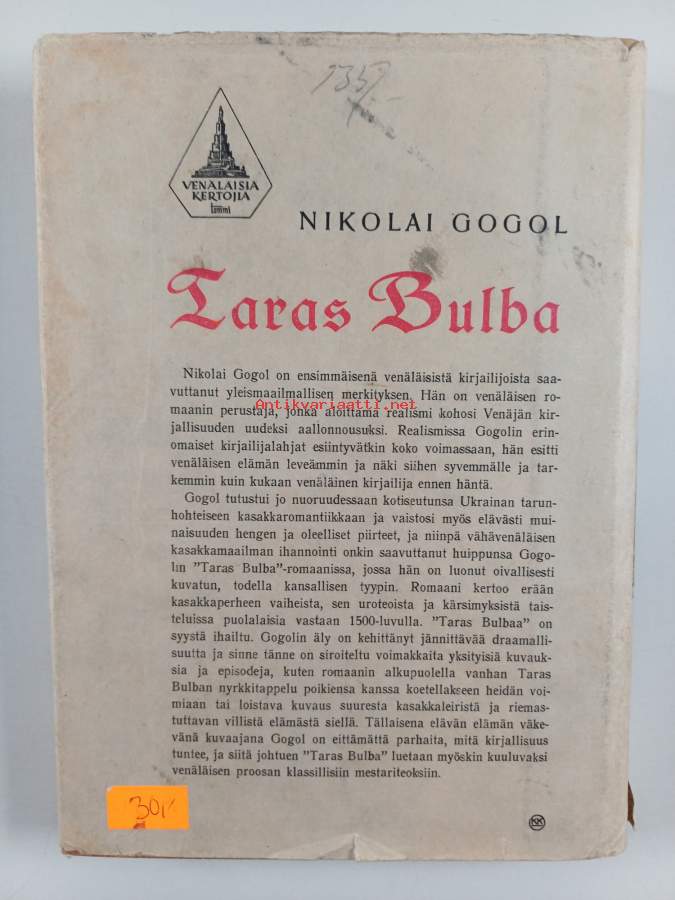 735,-
VENÄLÄISIA
KERTOJIA
tammi
NIKOLAI GOGOL
Taras Bulba
Nikolai Gogol on ensimmäisenä venäläisistä kirjailijoista saa-
vuttanut yleismaailmallisen merkityksen. Hän on venäläisen ro-
Antikvariaatti.net
maanin perustaja, jonka aloittama realismi kohosi Venäjän kir-
jallisuuden uudeksi aallonnousuksi. Realismissa Gogolin erin-
omaiset kirjailijalahjat esiintyvätkin koko voimassaan, hän esitti
venäläisen elämän leveämmin ja näki siihen syvemmälle ja tar-
kemmin kuin kukaan venäläinen kirjailija ennen häntä.
Gogol tutustui jo nuoruudessaan kotiseutunsa Ukrainan tarun-
hohteiseen kasakkaromantiikkaan ja vaistosi myös elävästi mui-
naisuuden hengen ja oleelliset piirteet, ja niinpä vähävenäläisen
kasakkamaailman ihannointi onkin saavuttanut huippunsa Gogo-
lin "Taras Bulba"-romaanissa, jossa hän on luonut oivallisesti
kuvatun, todella kansallisen tyypin. Romaani kertoo erään
kasakkaperheen vaiheista, sen uroteoista ja kärsimyksistä tais-
teluissa puolalaisia vastaan 1500-luvulla. "Taras Bulbaa" on
syystä ihailtu. Gogolin äly on kehittänyt jännittävää draamalli-
suutta ja sinne tänne on siroiteltu voimakkaita yksityisiä kuvauk-
sia ja episodeja, kuten romaanin alkupuolella vanhan Taras
Bulban nyrkkitappelu poikiensa kanssa koetellakseen heidän voi-
miaan tai loistava kuvaus suuresta kasakkaleiristä ja riemas-
tuttavan villistä elämästä siellä. Tällaisena elävän elämän väke-
vänä kuvaajana Gogol on eittämättä parhaita, mitä kirjallisuus
tuntee, ja siitä johtuen "Taras Bulba" luetaan myöskin kuuluvaksi
venäläisen proosan klassillisiin mestariteoksiin.
30,-
KK